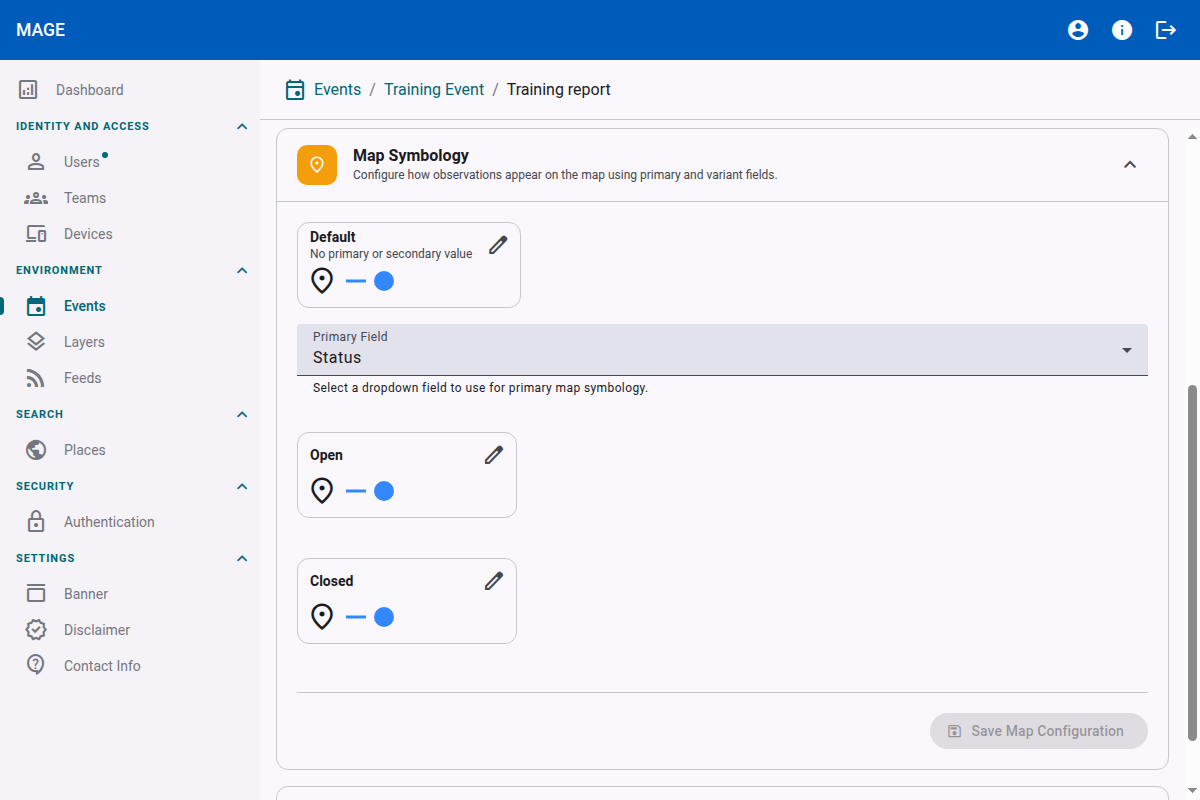 MAGE
Dashboard
IDENTITY AND ACCESS
Users
Teams
Devices
ENVIRONMENT
Events
Layers
Feeds
SEARCH
Places
SECURITY
Authentication
SETTINGS
Banner
Disclaimer
Contact Info
Events / Training Event / Training report
Map Symbology
Configure how observations appear on the map using primary and variant fields.
Default
No primary or secondary value
Primary Field
Status
Select a dropdown field to use for primary map symbology.
Open
Closed
Save Map Configuration